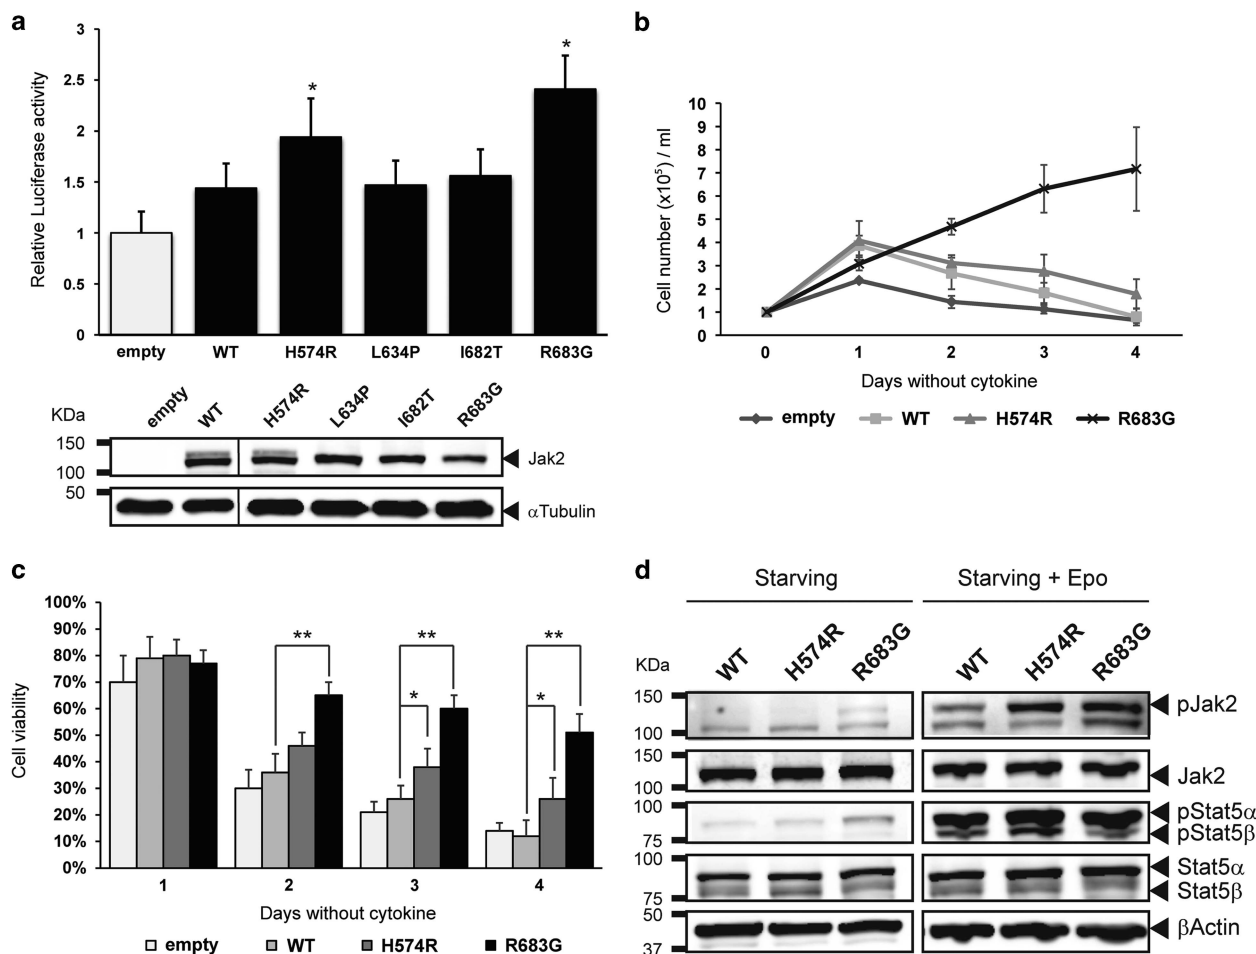 a
3
2.5
2
1.5
1
0.5
0
Relative Luciferase activity
*
*
empty WT H574R L634P I682T R683G
KDa
empty WT H574R L634P I682T R683G
150
100
Jak2
50
αTubulin
b
10
9
8
7
6
5
4
3
2
1
0
Cell number (x10⁵) / ml
0 1 2 3 4
Days without cytokine
empty WT H574R R683G
c
100%
90%
80%
70%
60%
50%
40%
30%
20%
10%
0%
Cell viability
** ** **
* *
1 2 3 4
Days without cytokine
empty WT H574R R683G
d
Starving Starving + Epo
KDa
WT H574R R683G WT H574R R683G
150
100
pJak2
150
100
Jak2
100
75
pStat5α
pStat5β
100
75
Stat5α
Stat5β
50
37
βActin